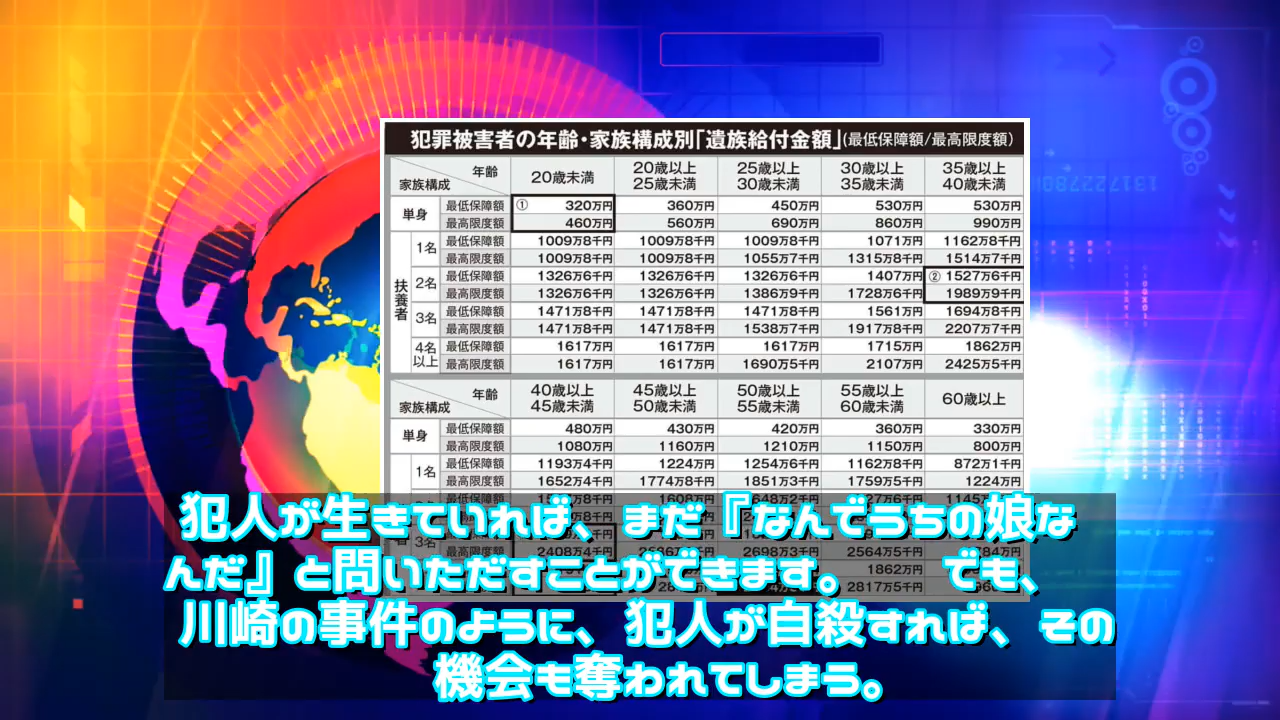 犯罪被害者の年齢・家族構成別「遺族給付金額」(最低保障額/最高限度額)
年齢 家族構成 20歳未満 20歳以上25歳未満 25歳以上30歳未満 30歳以上35歳未満 35歳以上40歳未満
単身 最低保障額 ① 320万円 360万円 450万円 530万円 530万円
最高限度額 460万円 560万円 690万円 860万円 990万円
扶養者 1名 最低保障額 1009万8千円 1009万8千円 1009万8千円 1071万円 1162万8千円
最高限度額 1009万8千円 1009万8千円 1055万7千円 1315万8千円 1514万7千円
2名 最低保障額 1326万6千円 1326万6千円 1326万6千円 1407万円 ② 1527万6千円
最高限度額 1326万6千円 1326万6千円 1386万9千円 1728万6千円 1989万9千円
3名 最低保障額 1471万8千円 1471万8千円 1471万8千円 1561万円 1694万8千円
最高限度額 1471万8千円 1471万8千円 1538万7千円 1917万8千円 2207万7千円
4名以上 最低保障額 1617万円 1617万円 1617万円 1715万円 1862万円
最高限度額 1617万円 1617万円 1690万5千円 2107万円 2425万5千円
年齢 家族構成 40歳以上45歳未満 45歳以上50歳未満 50歳以上55歳未満 55歳以上60歳未満 60歳以上
単身 最低保障額 480万円 430万円 420万円 360万円 330万円
最高限度額 1080万円 1160万円 1210万円 1150万円 800万円
1名 最低保障額 1193万4千円 1224万円 1254万6千円 1162万8千円 872万1千円
最高限度額 1652万4千円 1774万8千円 1851万3千円 1759万5千円 1224万円
3名
最高限度額 2408万4千円 2698万3千円 2564万5千円
1862万円
2817万5千円
犯人が生きていれば、まだ『なんでうちの娘な
んだ』と問いただすことができます。 でも、
川崎の事件のように、犯人が自殺すれば、その
機会も奪われてしまう。